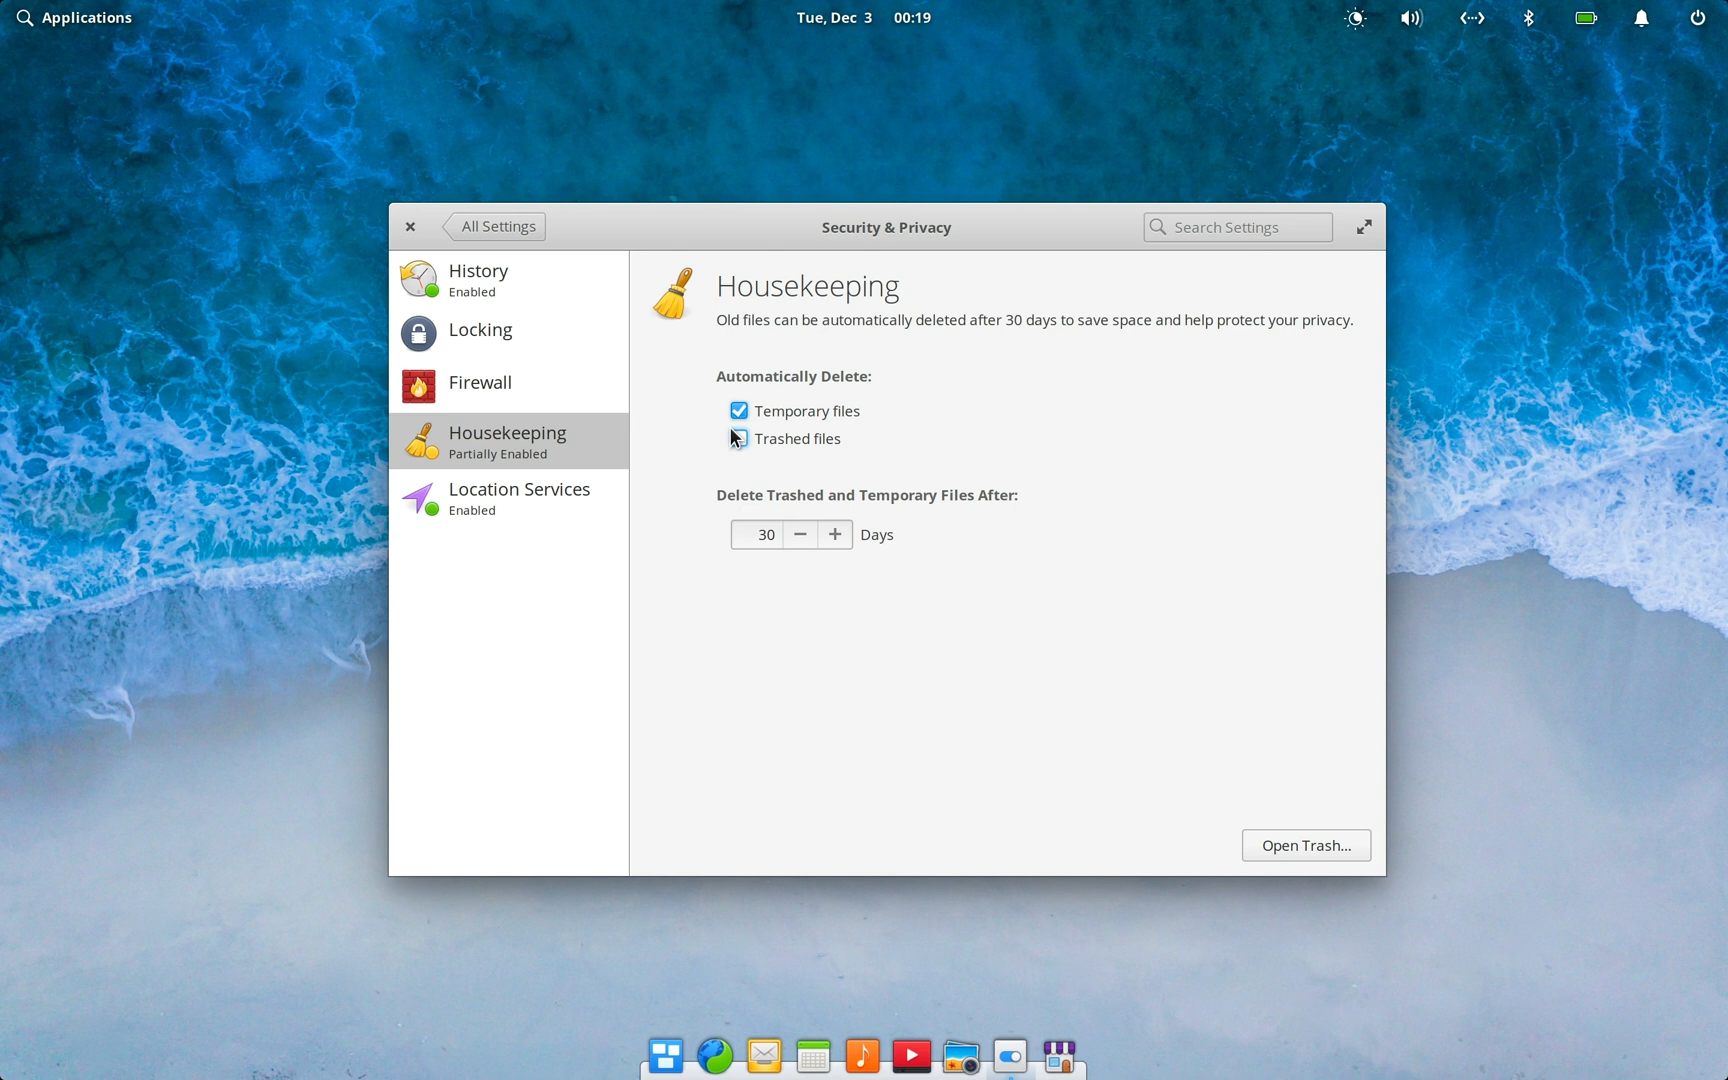 Applications
Tue, Dec 3 00:19
All Settings
Security & Privacy
Search Settings
History
Enabled
Locking
Firewall
Housekeeping
Partially Enabled
Location Services
Enabled
Housekeeping
Old files can be automatically deleted after 30 days to save space and help protect your privacy.
Automatically Delete:
Temporary files
Trashed files
Delete Trashed and Temporary Files After:
30 Days
Open Trash...